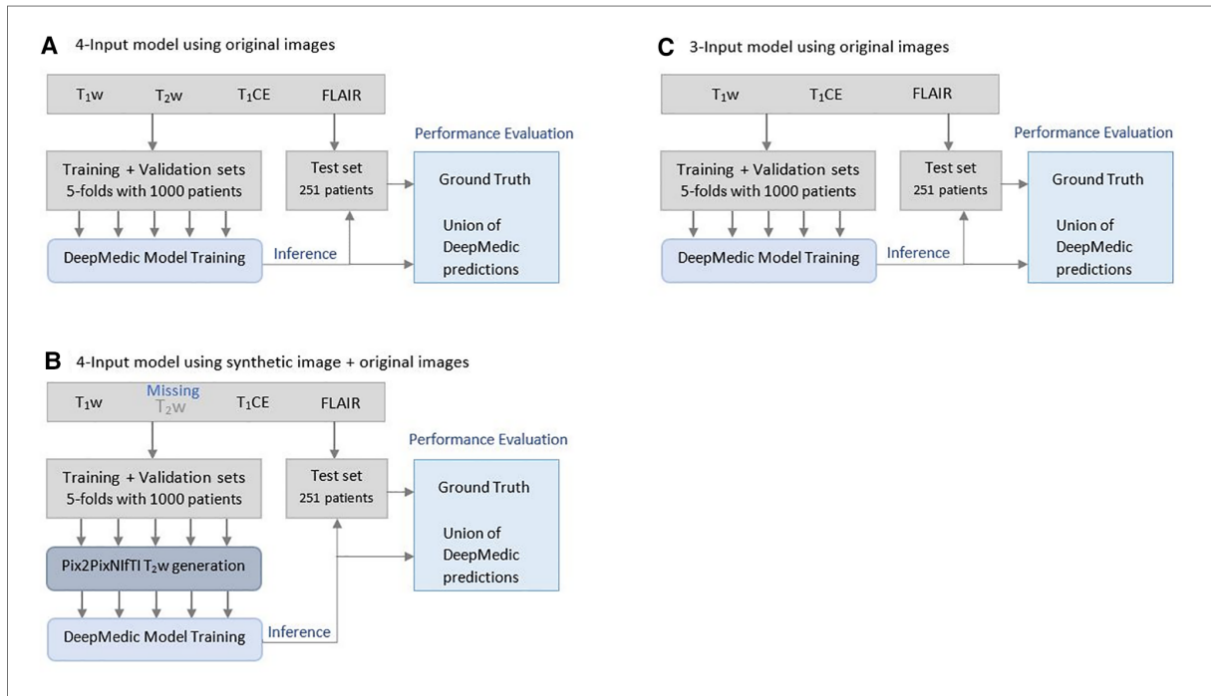 A 4-Input model using original images
T₁w T₂w T₁CE FLAIR
Training + Validation sets
5-folds with 1000 patients
Test set
251 patients
DeepMedic Model Training
Inference
Performance Evaluation
Ground Truth
Union of
DeepMedic
predictions
C 3-Input model using original images
T₁w T₁CE FLAIR
Training + Validation sets
5-folds with 1000 patients
Test set
251 patients
DeepMedic Model Training
Inference
Performance Evaluation
Ground Truth
Union of
DeepMedic
predictions
B 4-Input model using synthetic image + original images
Missing
T₁w T₂w T₁CE FLAIR
Training + Validation sets
5-folds with 1000 patients
Test set
251 patients
Pix2PixNIfTI T₂w generation
DeepMedic Model Training
Inference
Performance Evaluation
Ground Truth
Union of
DeepMedic
predictions